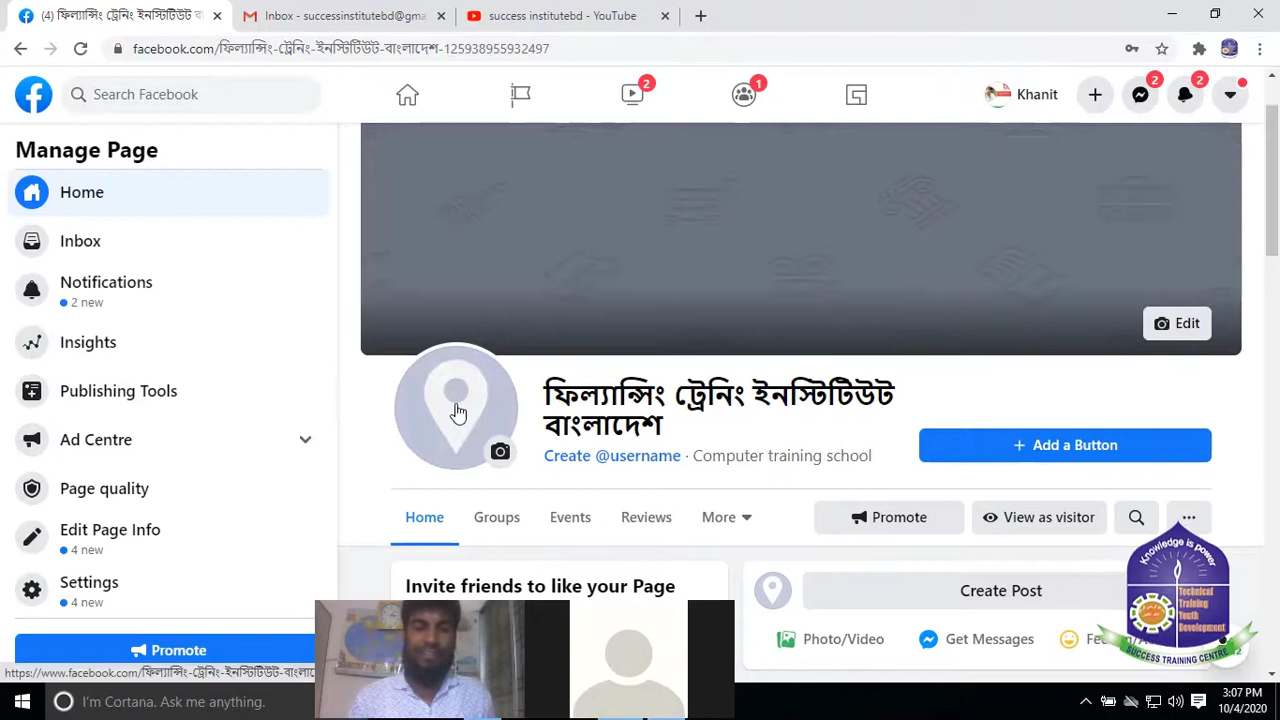 (4) ফিল্যান্সিং ট্রেনিং ইনস্টিটিউট ব
Inbox - successinstitutebd@gm
success institutebd - YouTube
facebook.com/ফিল্যান্সিং-ট্রেনিং-ইনস্টিটিউট-বাংলাদেশ-125938955932497
Search Facebook
2
1
Khanit
2
2
Manage Page
Home
Inbox
Notifications
2 new
Insights
Publishing Tools
Ad Centre
Page quality
Edit Page Info
4 new
Settings
4 new
Promote
Edit
ফিল্যান্সিং ট্রেনিং ইনস্টিটিউট
বাংলাদেশ
Create @username · Computer training school
+ Add a Button
Home
Groups
Events
Reviews
More
Promote
View as visitor
Invite friends to like your Page
Create Post
Photo/Video
Get Messages
Knowledge is power
Technical
Training
Youth
Development
SUCCESS TRAINING CENTRE
https://www.facebook.com/ফিল্যান্সিং-ট্রেনিং-ইনস্টিটিউট-বাংলা
I'm Cortana. Ask me anything.
3:07 PM
10/4/2020